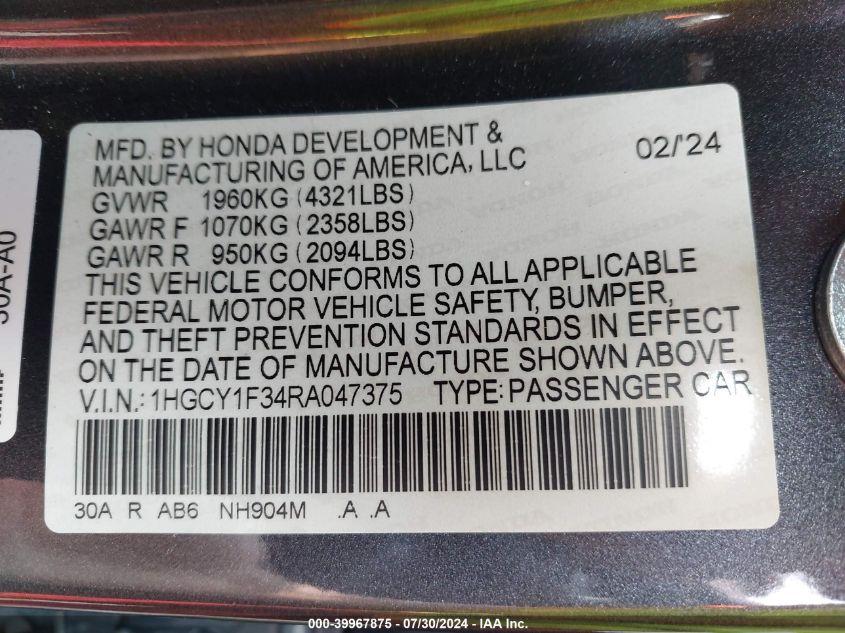 MFD. BY HONDA DEVELOPMENT &
MANUFACTURING OF AMERICA, LLC 02/'24
GVWR 1960KG (4321LBS)
GAWR F 1070KG (2358LBS)
GAWR R 950KG (2094LBS)
THIS VEHICLE CONFORMS TO ALL APPLICABLE
FEDERAL MOTOR VEHICLE SAFETY, BUMPER,
AND THEFT PREVENTION STANDARDS IN EFFECT
ON THE DATE OF MANUFACTURE SHOWN ABOVE.
V.I.N.: 1HGCY1F34RA047375 TYPE: PASSENGER CAR
30A R AB6 NH904M .A .A
30A-A0
000-39967875 / 07/30/2024 - IAA Inc.